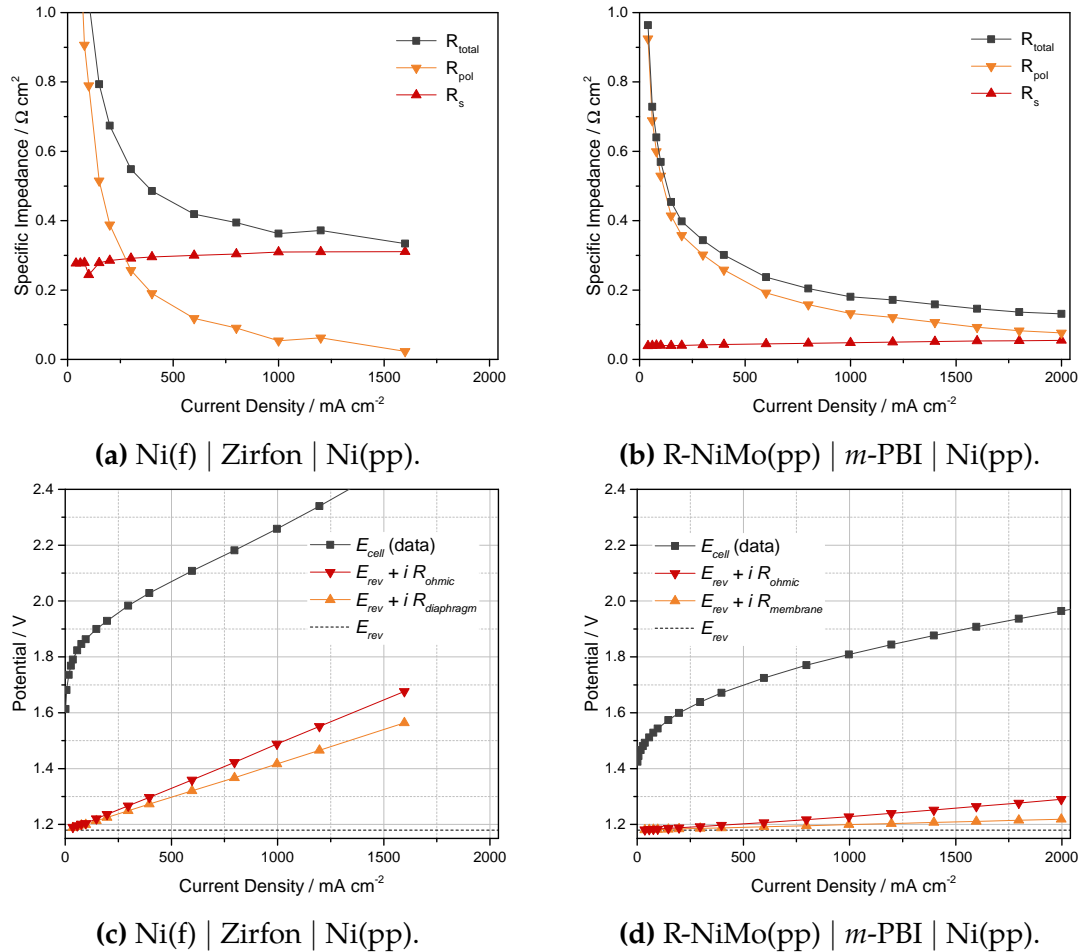 1.0
0.8
0.6
0.4
0.2
0.0
Specific Impedance / Ω cm²
R_total
R_pol
R_s
0 500 1000 1500 2000
Current Density / mA cm⁻²
(a) Ni(f) | Zirfon | Ni(pp).
1.0
0.8
0.6
0.4
0.2
0.0
Specific Impedance / Ω cm²
R_total
R_pol
R_s
0 500 1000 1500 2000
Current Density / mA cm⁻²
(b) R-NiMo(pp) | m-PBI | Ni(pp).
2.4
2.2
2.0
1.8
1.6
1.4
1.2
Potential / V
E_cell (data)
E_rev + i R_ohmic
E_rev + i R_diaphragm
E_rev
0 500 1000 1500 2000
Current Density / mA cm⁻²
(c) Ni(f) | Zirfon | Ni(pp).
2.4
2.2
2.0
1.8
1.6
1.4
1.2
Potential / V
E_cell (data)
E_rev + i R_ohmic
E_rev + i R_membrane
E_rev
0 500 1000 1500 2000
Current Density / mA cm⁻²
(d) R-NiMo(pp) | m-PBI | Ni(pp).